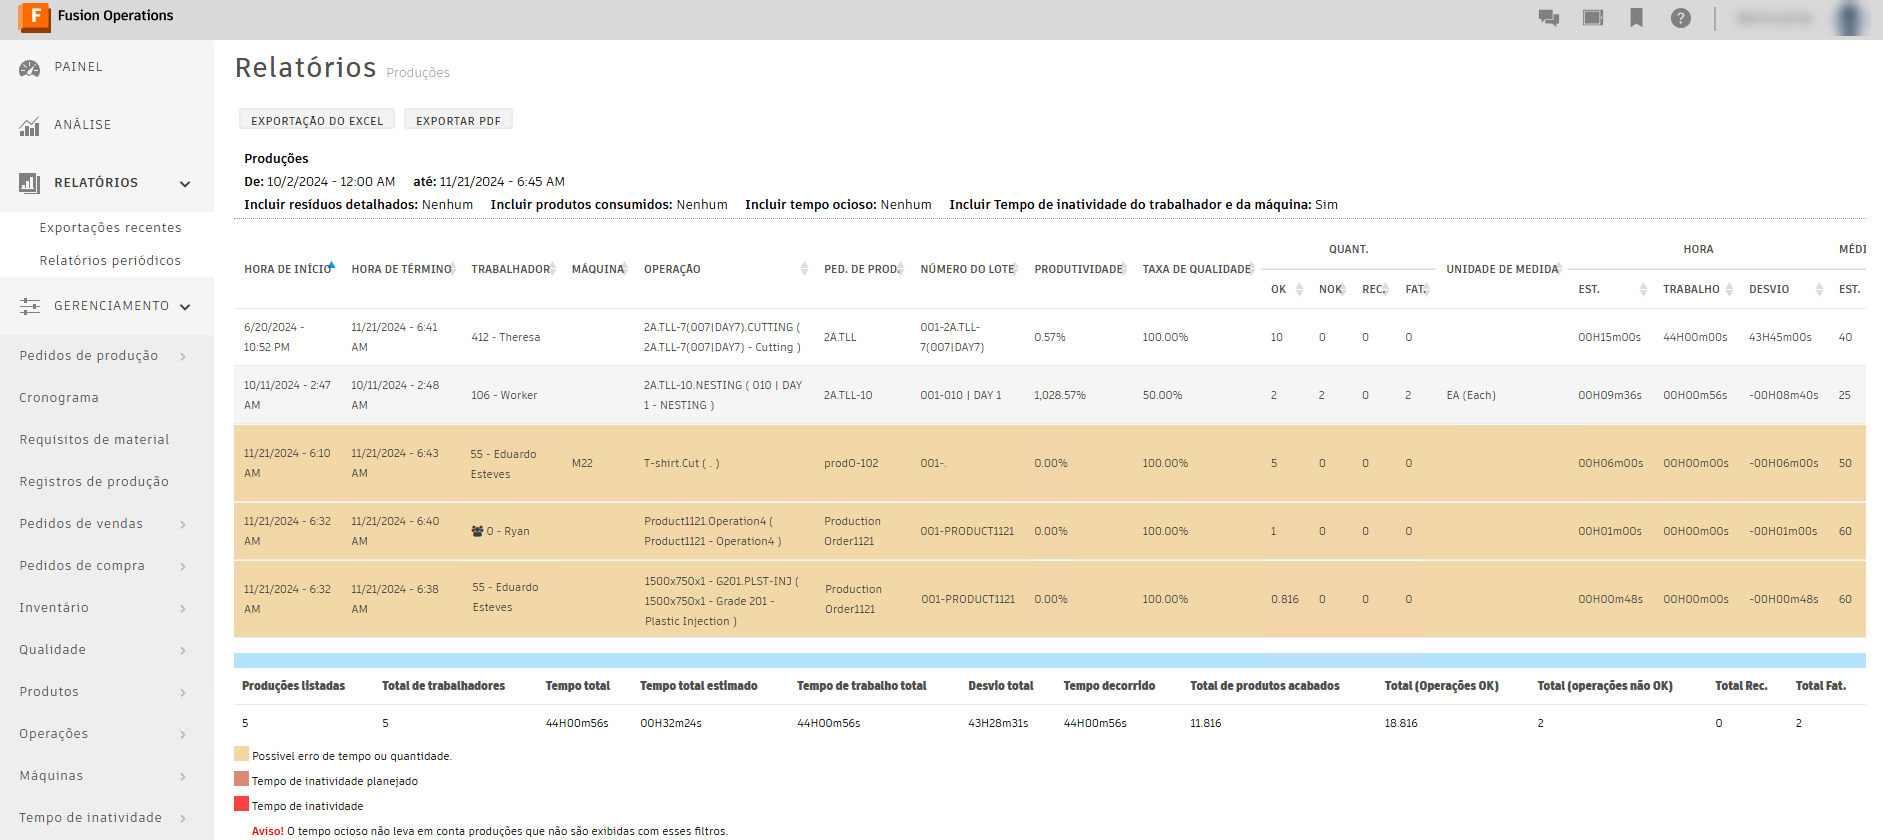 Fusion Operations
PAINEL
ANÁLISE
RELATÓRIOS
Exportações recentes
Relatórios periódicos
GERENCIAMENTO
Pedidos de produção
Cronograma
Requisitos de material
Registros de produção
Pedidos de vendas
Pedidos de compra
Inventário
Qualidade
Produtos
Operações
Máquinas
Tempo de inatividade
Relatórios Produções
EXPORTAÇÃO DO EXCEL EXPORTAR PDF
Produções
De: 10/2/2024 - 12:00 AM até: 11/21/2024 - 6:45 AM
Incluir resíduos detalhados: Nenhum Incluir produtos consumidos: Nenhum Incluir tempo ocioso: Nenhum Incluir Tempo de inatividade do trabalhador e da máquina: Sim
QUANT. HORA MÉDI
HORA DE INÍCIO HORA DE TÉRMINO TRABALHADOR MÁQUINA OPERAÇÃO PED. DE PROD. NÚMERO DO LOTE PRODUTIVIDADE TAXA DE QUALIDADE UNIDADE DE MEDIDA
OK NOK REC. FAT. EST. TRABALHO DESVIO EST.
6/20/2024 - 11/21/2024 - 6:41 2A.TLL-7(007|DAY7).CUTTING ( 001-2A.TLL-
412 - Theresa 2A.TLL 0.57% 100.00% 10 0 0 0 00H15m00s 44H00m00s 43H45m00s 40
10:52 PM AM 2A.TLL-7(007|DAY7) - Cutting ) 7(007|DAY7)
10/11/2024 - 2:47 10/11/2024 - 2:48 2A.TLL-10.NESTING ( 010 | DAY
106 - Worker 2A.TLL-10 001-010 | DAY 1 1,028.57% 50.00% 2 2 0 2 EA (Each) 00H09m36s 00H00m56s -00H08m40s 25
AM AM 1 - NESTING )
11/21/2024 - 6:10 11/21/2024 - 6:43 55 - Eduardo
M22 T-shirt.Cut ( . ) prodO-102 001-. 0.00% 100.00% 5 0 0 0 00H06m00s 00H00m00s -00H06m00s 50
AM AM Esteves
11/21/2024 - 6:32 11/21/2024 - 6:40 Product1121.Operation4 ( Production
0 - Ryan 001-PRODUCT1121 0.00% 100.00% 1 0 0 0 00H01m00s 00H00m00s -00H01m00s 60
AM AM Product1121 - Operation4 ) Order1121
1500x750x1 - G201.PLST-INJ (
11/21/2024 - 6:32 11/21/2024 - 6:38 55 - Eduardo Production
1500x750x1 - Grade 201 - 001-PRODUCT1121 0.00% 100.00% 0.816 0 0 0 00H00m48s 00H00m00s -00H00m48s 60
AM AM Esteves Order1121
Plastic Injection )
Produções listadas Total de trabalhadores Tempo total Tempo total estimado Tempo de trabalho total Desvio total Tempo decorrido Total de produtos acabados Total (Operações OK) Total (operações não OK) Total Rec. Total Fat.
5 5 44H00m56s 00H32m24s 44H00m56s 43H28m31s 44H00m56s 11.816 18.816 2 0 2
Possível erro de tempo ou quantidade.
Tempo de inatividade planejado
Tempo de inatividade
Aviso! O tempo ocioso não leva em conta produções que não são exibidas com esses filtros.